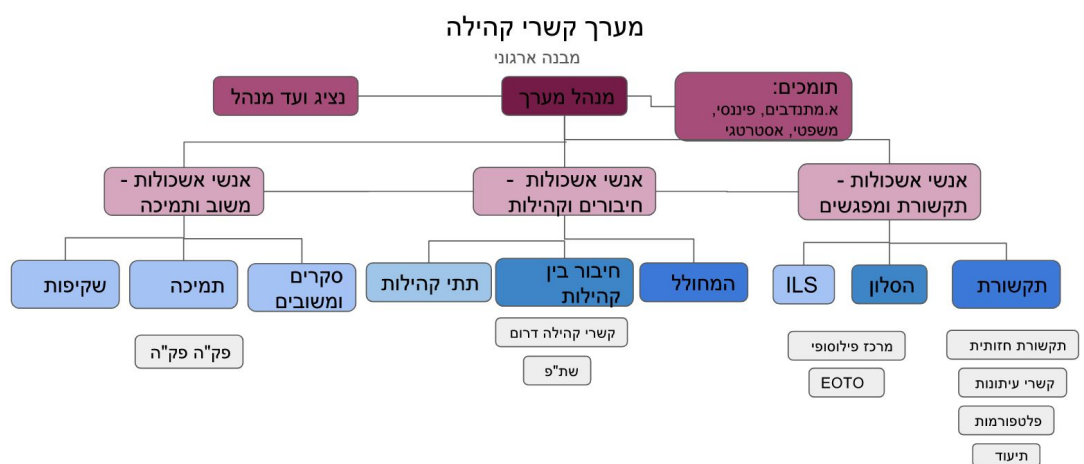 מערך קשרי קהילה
מבנה ארגוני
תומכים:
א.מתנדבים, פיננסי,
משפטי, אסטרטגי
מנהל מערך
נציג ועד מנהל
אנשי אשכולות -
תקשורת ומפגשים
אנשי אשכולות -
חיבורים וקהילות
אנשי אשכולות -
משוב ותמיכה
תקשורת
הסלון
ILS
המחולל
חיבור בין
קהילות
תתי קהילות
סקרים
ומשובים
תמיכה
שקיפות
תקשורת חזותית
קשרי עיתונות
פלטפורמות
תיעוד
מרכז פילוסופי
EOTO
קשרי קהילה דרום
שת"פ
פק"ה פק"ה